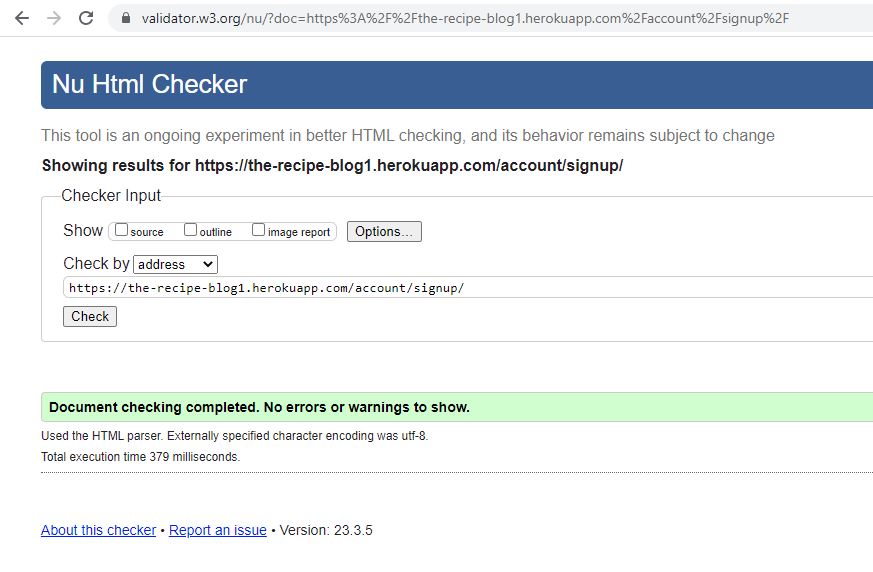 validator.w3.org/nu/?doc=https%3A%2F%2Fthe-recipe-blog1.herokuapp.com%2Faccount%2Fsignup%2F
Nu Html Checker
This tool is an ongoing experiment in better HTML checking, and its behavior remains subject to change
Showing results for https://the-recipe-blog1.herokuapp.com/account/signup/
Checker Input
Show source outline image report Options...
Check by address
https://the-recipe-blog1.herokuapp.com/account/signup/
Check
Document checking completed. No errors or warnings to show.
Used the HTML parser. Externally specified character encoding was utf-8.
Total execution time 379 milliseconds.
About this checker • Report an issue • Version: 23.3.5